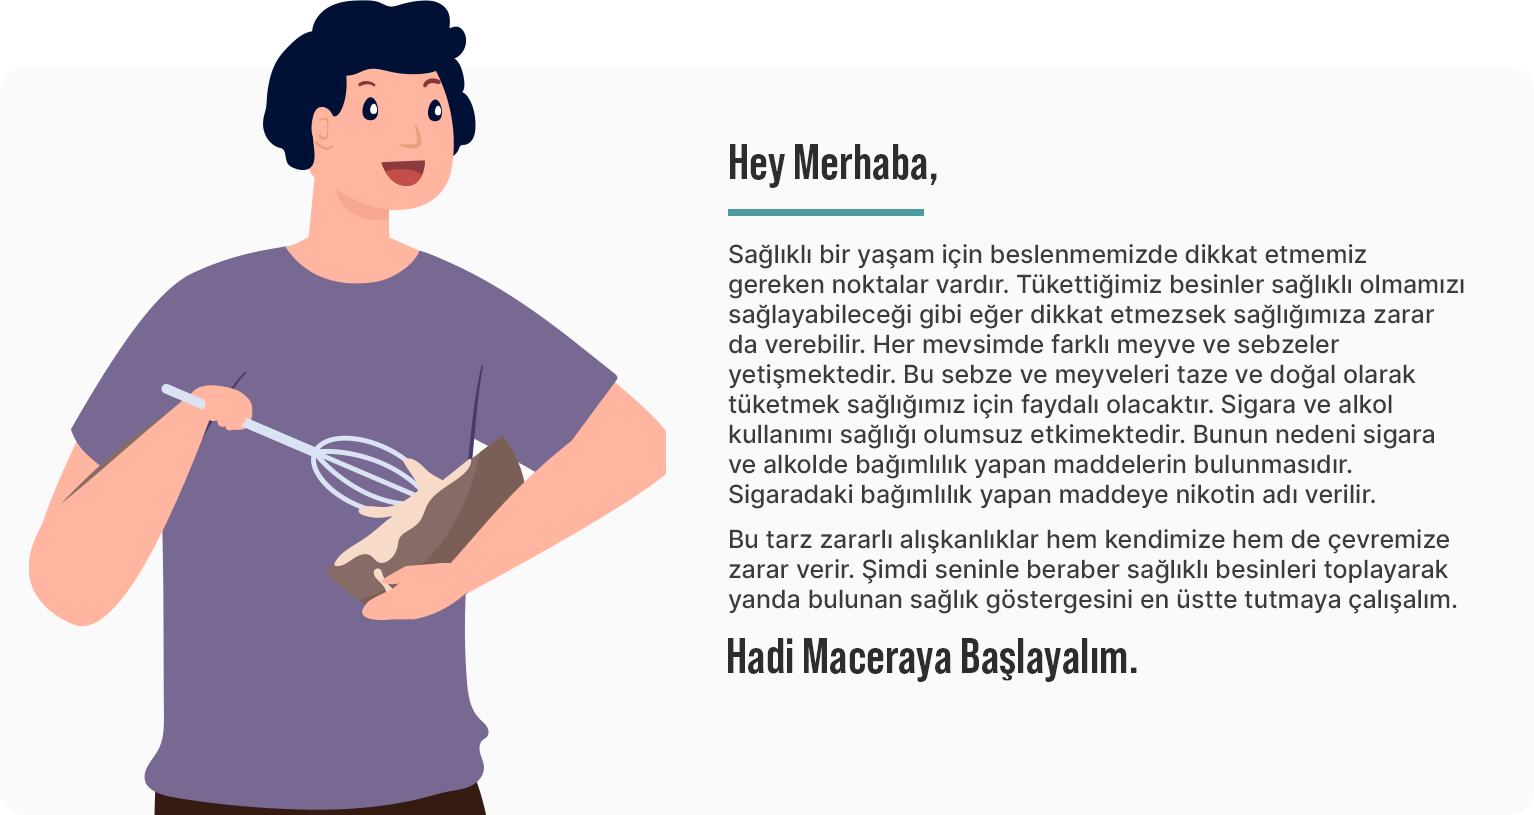 Hey Merhaba,
Sağlıklı bir yaşam için beslenmemizde dikkat etmemiz
gereken noktalar vardır. Tükettiğimiz besinler sağlıklı olmamızı
sağlayabileceği gibi eğer dikkat etmezsek sağlığımıza zarar
da verebilir. Her mevsimde farklı meyve ve sebzeler
yetişmektedir. Bu sebze ve meyveleri taze ve doğal olarak
tüketmek sağlığımız için faydalı olacaktır. Sigara ve alkol
kullanımı sağlığı olumsuz etkimektedir. Bunun nedeni sigara
ve alkolde bağımlılık yapan maddelerin bulunmasıdır.
Sigaradaki bağımlılık yapan maddeye nikotin adı verilir.
Bu tarz zararlı alışkanlıklar hem kendimize hem de çevremize
zarar verir. Şimdi seninle beraber sağlıklı besinleri toplayarak
yanda bulunan sağlık göstergesini en üstte tutmaya çalışalım.
Hadi Maceraya Başlayalım.